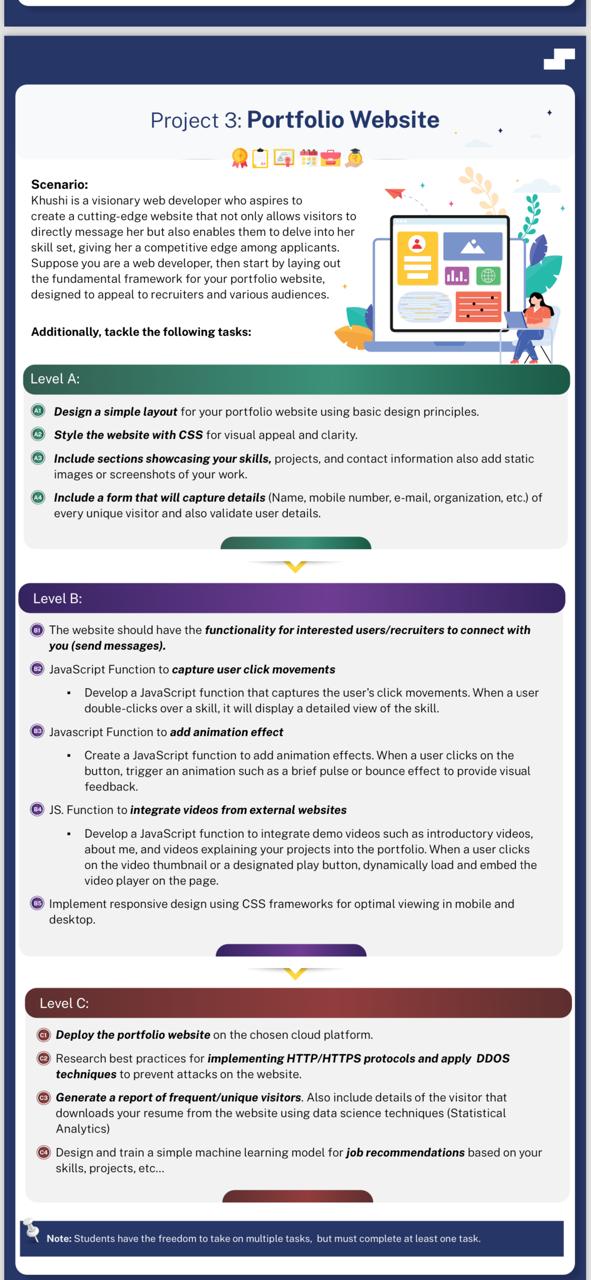 Project 3: Portfolio Website
Scenario:
Khushi is a visionary web developer who aspires to
create a cutting-edge website that not only allows visitors to
directly message her but also enables them to delve into her
skill set, giving her a competitive edge among applicants.
Suppose you are a web developer, then start by laying out
the fundamental framework for your portfolio website,
designed to appeal to recruiters and various audiences.
Additionally, tackle the following tasks:
Level A:
A1 Design a simple layout for your portfolio website using basic design principles.
A2 Style the website with CSS for visual appeal and clarity.
A3 Include sections showcasing your skills, projects, and contact information also add static
images or screenshots of your work.
A4 Include a form that will capture details (Name, mobile number, e-mail, organization, etc.) of
every unique visitor and also validate user details.
Level B:
B1 The website should have the functionality for interested users/recruiters to connect with
you (send messages).
B2 JavaScript Function to capture user click movements
▪ Develop a JavaScript function that captures the user's click movements. When a user
double-clicks over a skill, it will display a detailed view of the skill.
B3 Javascript Function to add animation effect
▪ Create a JavaScript function to add animation effects. When a user clicks on the
button, trigger an animation such as a brief pulse or bounce effect to provide visual
feedback.
B4 JS. Function to integrate videos from external websites
▪ Develop a JavaScript function to integrate demo videos such as introductory videos,
about me, and videos explaining your projects into the portfolio. When a user clicks
on the video thumbnail or a designated play button, dynamically load and embed the
video player on the page.
B5 Implement responsive design using CSS frameworks for optimal viewing in mobile and
desktop.
Level C:
C1 Deploy the portfolio website on the chosen cloud platform.
C2 Research best practices for implementing HTTP/HTTPS protocols and apply DDOS
techniques to prevent attacks on the website.
C3 Generate a report of frequent/unique visitors. Also include details of the visitor that
downloads your resume from the website using data science techniques (Statistical
Analytics)
C4 Design and train a simple machine learning model for job recommendations based on your
skills, projects, etc...
Note: Students have the freedom to take on multiple tasks, but must complete at least one task.